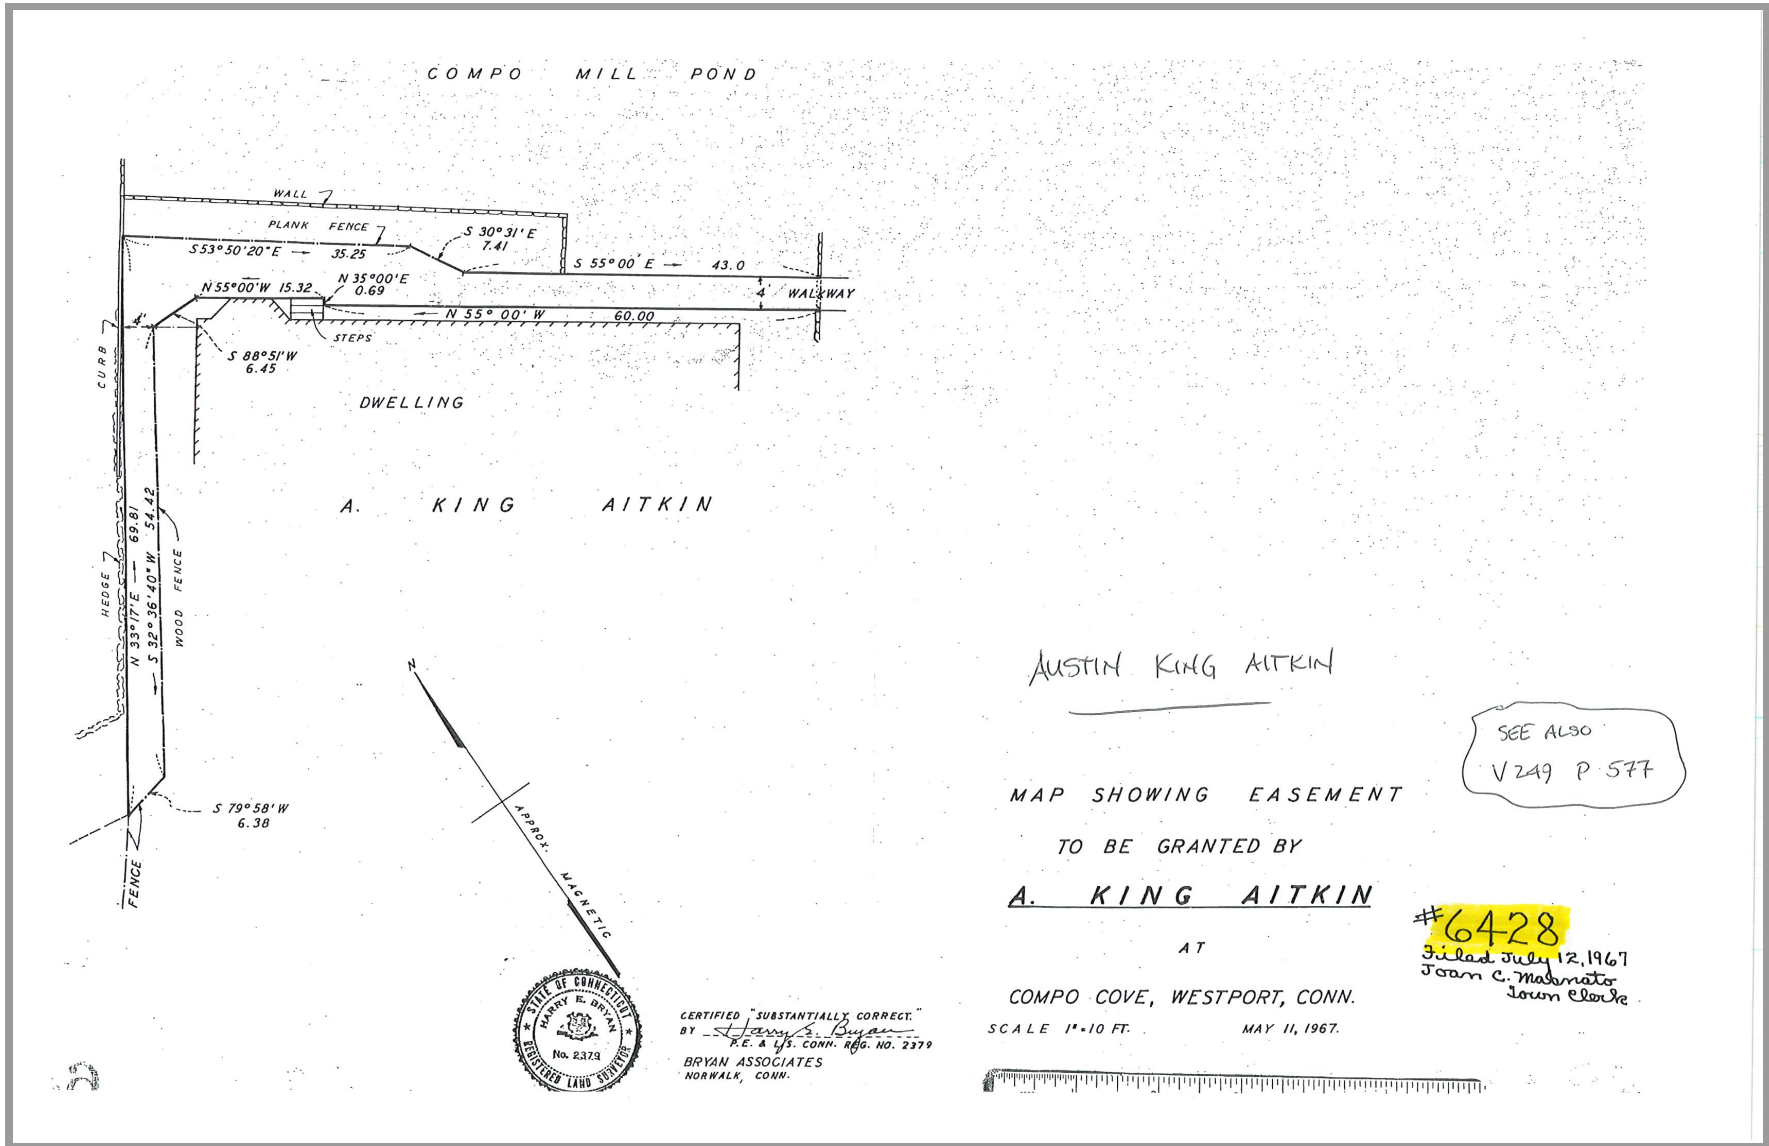 COMPO MILL POND
WALL
PLANK FENCE
S 30°31'E
7.41
S53°50'20"E 35.25
S 55°00' E 43.0
N 35°00'E
0.69
N 55°00'W 15.32
4
WALKWAY
N 55° 00' W 60.00
4'
STEPS
S 88°51'W
6.45
CURB
DWELLING
A. KING AITKIN
HEDGE
N 33°17'E 69.81
S 32°36'40" W 54.42
WOOD FENCE
S 79°58'W
6.38
FENCE
N
APPROX. MAGNETIC
AUSTIN KING AITKIN
SEE ALSO
V 249 P 577
MAP SHOWING EASEMENT
TO BE GRANTED BY
A. KING AITKIN
AT
COMPO COVE, WESTPORT, CONN.
SCALE 1"=10 FT. MAY 11, 1967.
#6428
Filed July 12, 1967
Joan C.
Town Clerk
STATE OF CONNECTICUT
HARRY E. BRYAN
No. 2379
REGISTERED LAND SURVEYOR
CERTIFIED "SUBSTANTIALLY CORRECT."
BY Harry E. Bryan
P.E. & L.S. CONN. REG. NO. 2379
BRYAN ASSOCIATES
NORWALK, CONN.